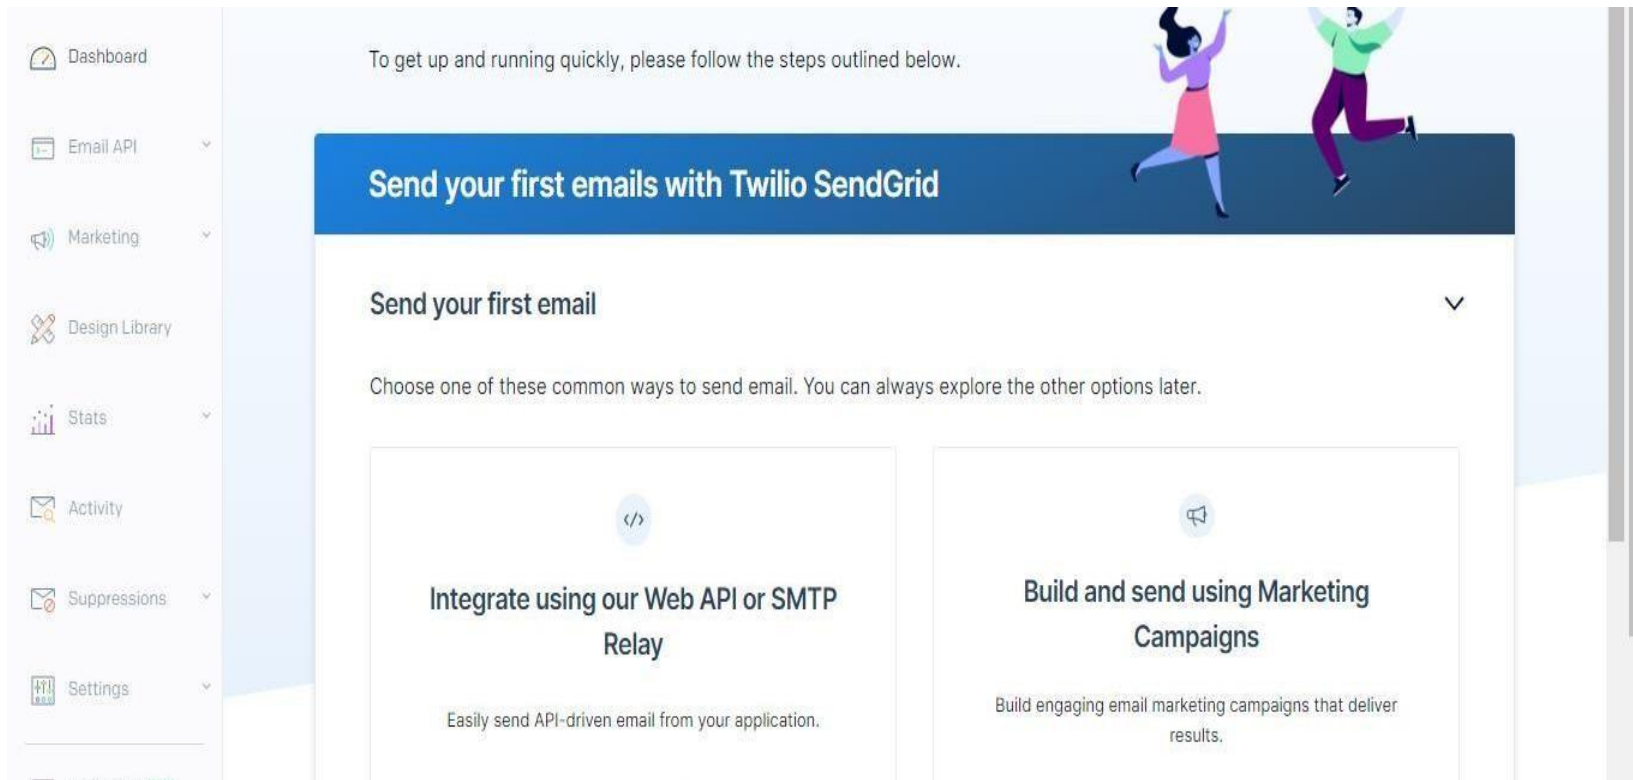 Dashboard
Email API
Marketing
Design Library
Stats
Activity
Suppressions
Settings
To get up and running quickly, please follow the steps outlined below.
Send your first emails with Twilio SendGrid
Send your first email
Choose one of these common ways to send email. You can always explore the other options later.
Integrate using our Web API or SMTP
Relay
Easily send API-driven email from your application.
Build and send using Marketing
Campaigns
Build engaging email marketing campaigns that deliver
results.